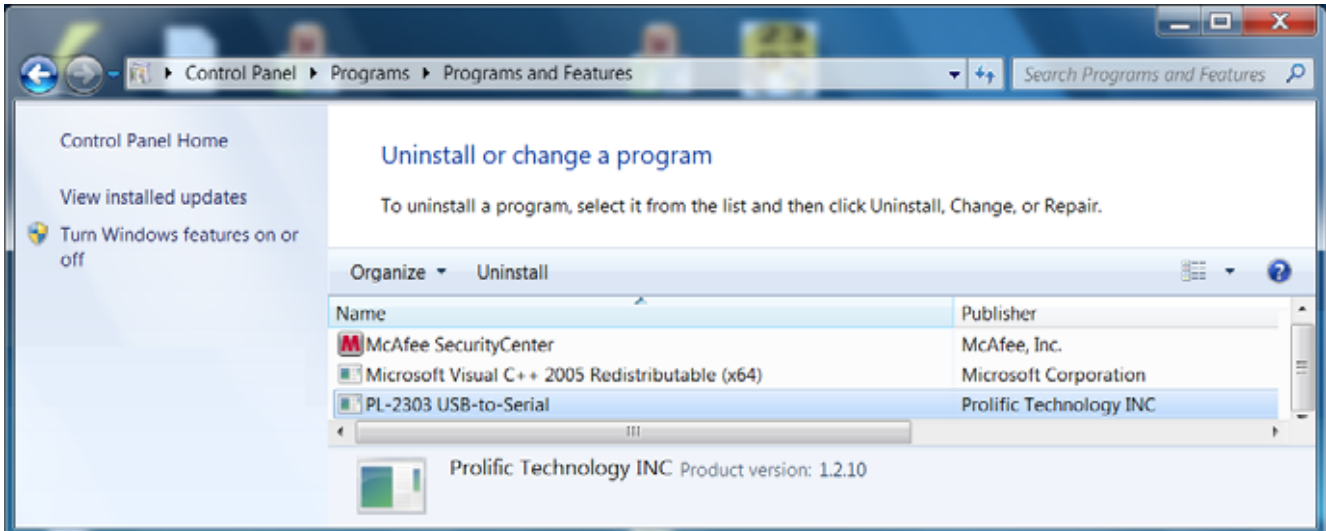 Control Panel Programs Programs and Features Search Programs and Features
Control Panel Home
View installed updates
Turn Windows features on or
off
Uninstall or change a program
To uninstall a program, select it from the list and then click Uninstall, Change, or Repair.
Organize Uninstall
Name Publisher
McAfee SecurityCenter McAfee, Inc.
Microsoft Visual C++ 2005 Redistributable (x64) Microsoft Corporation
PL-2303 USB-to-Serial Prolific Technology INC
Prolific Technology INC Product version: 1.2.10